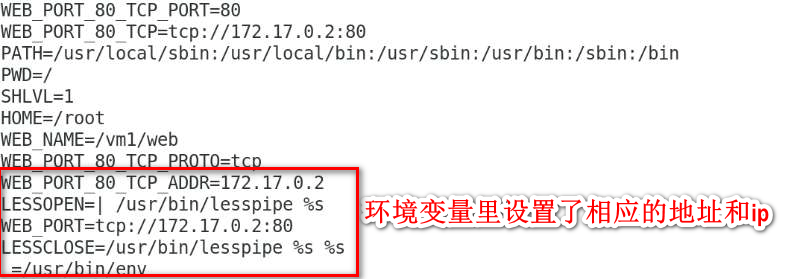 WEB_PORT_80_TCP_PORT=80
WEB_PORT_80_TCP=tcp://172.17.0.2:80
PATH=/usr/local/sbin:/usr/local/bin:/usr/sbin:/usr/bin:/sbin:/bin
PWD=/
SHLVL=1
HOME=/root
WEB_NAME=/vm1/web
WEB_PORT_80_TCP_PROTO=tcp
WEB_PORT_80_TCP_ADDR=172.17.0.2
LESSOPEN=| /usr/bin/lesspipe %s
环境变量里设置了相应的地址和ip
WEB_PORT=tcp://172.17.0.2:80
LESSCLOSE=/usr/bin/lesspipe %s %s
_=/usr/bin/env